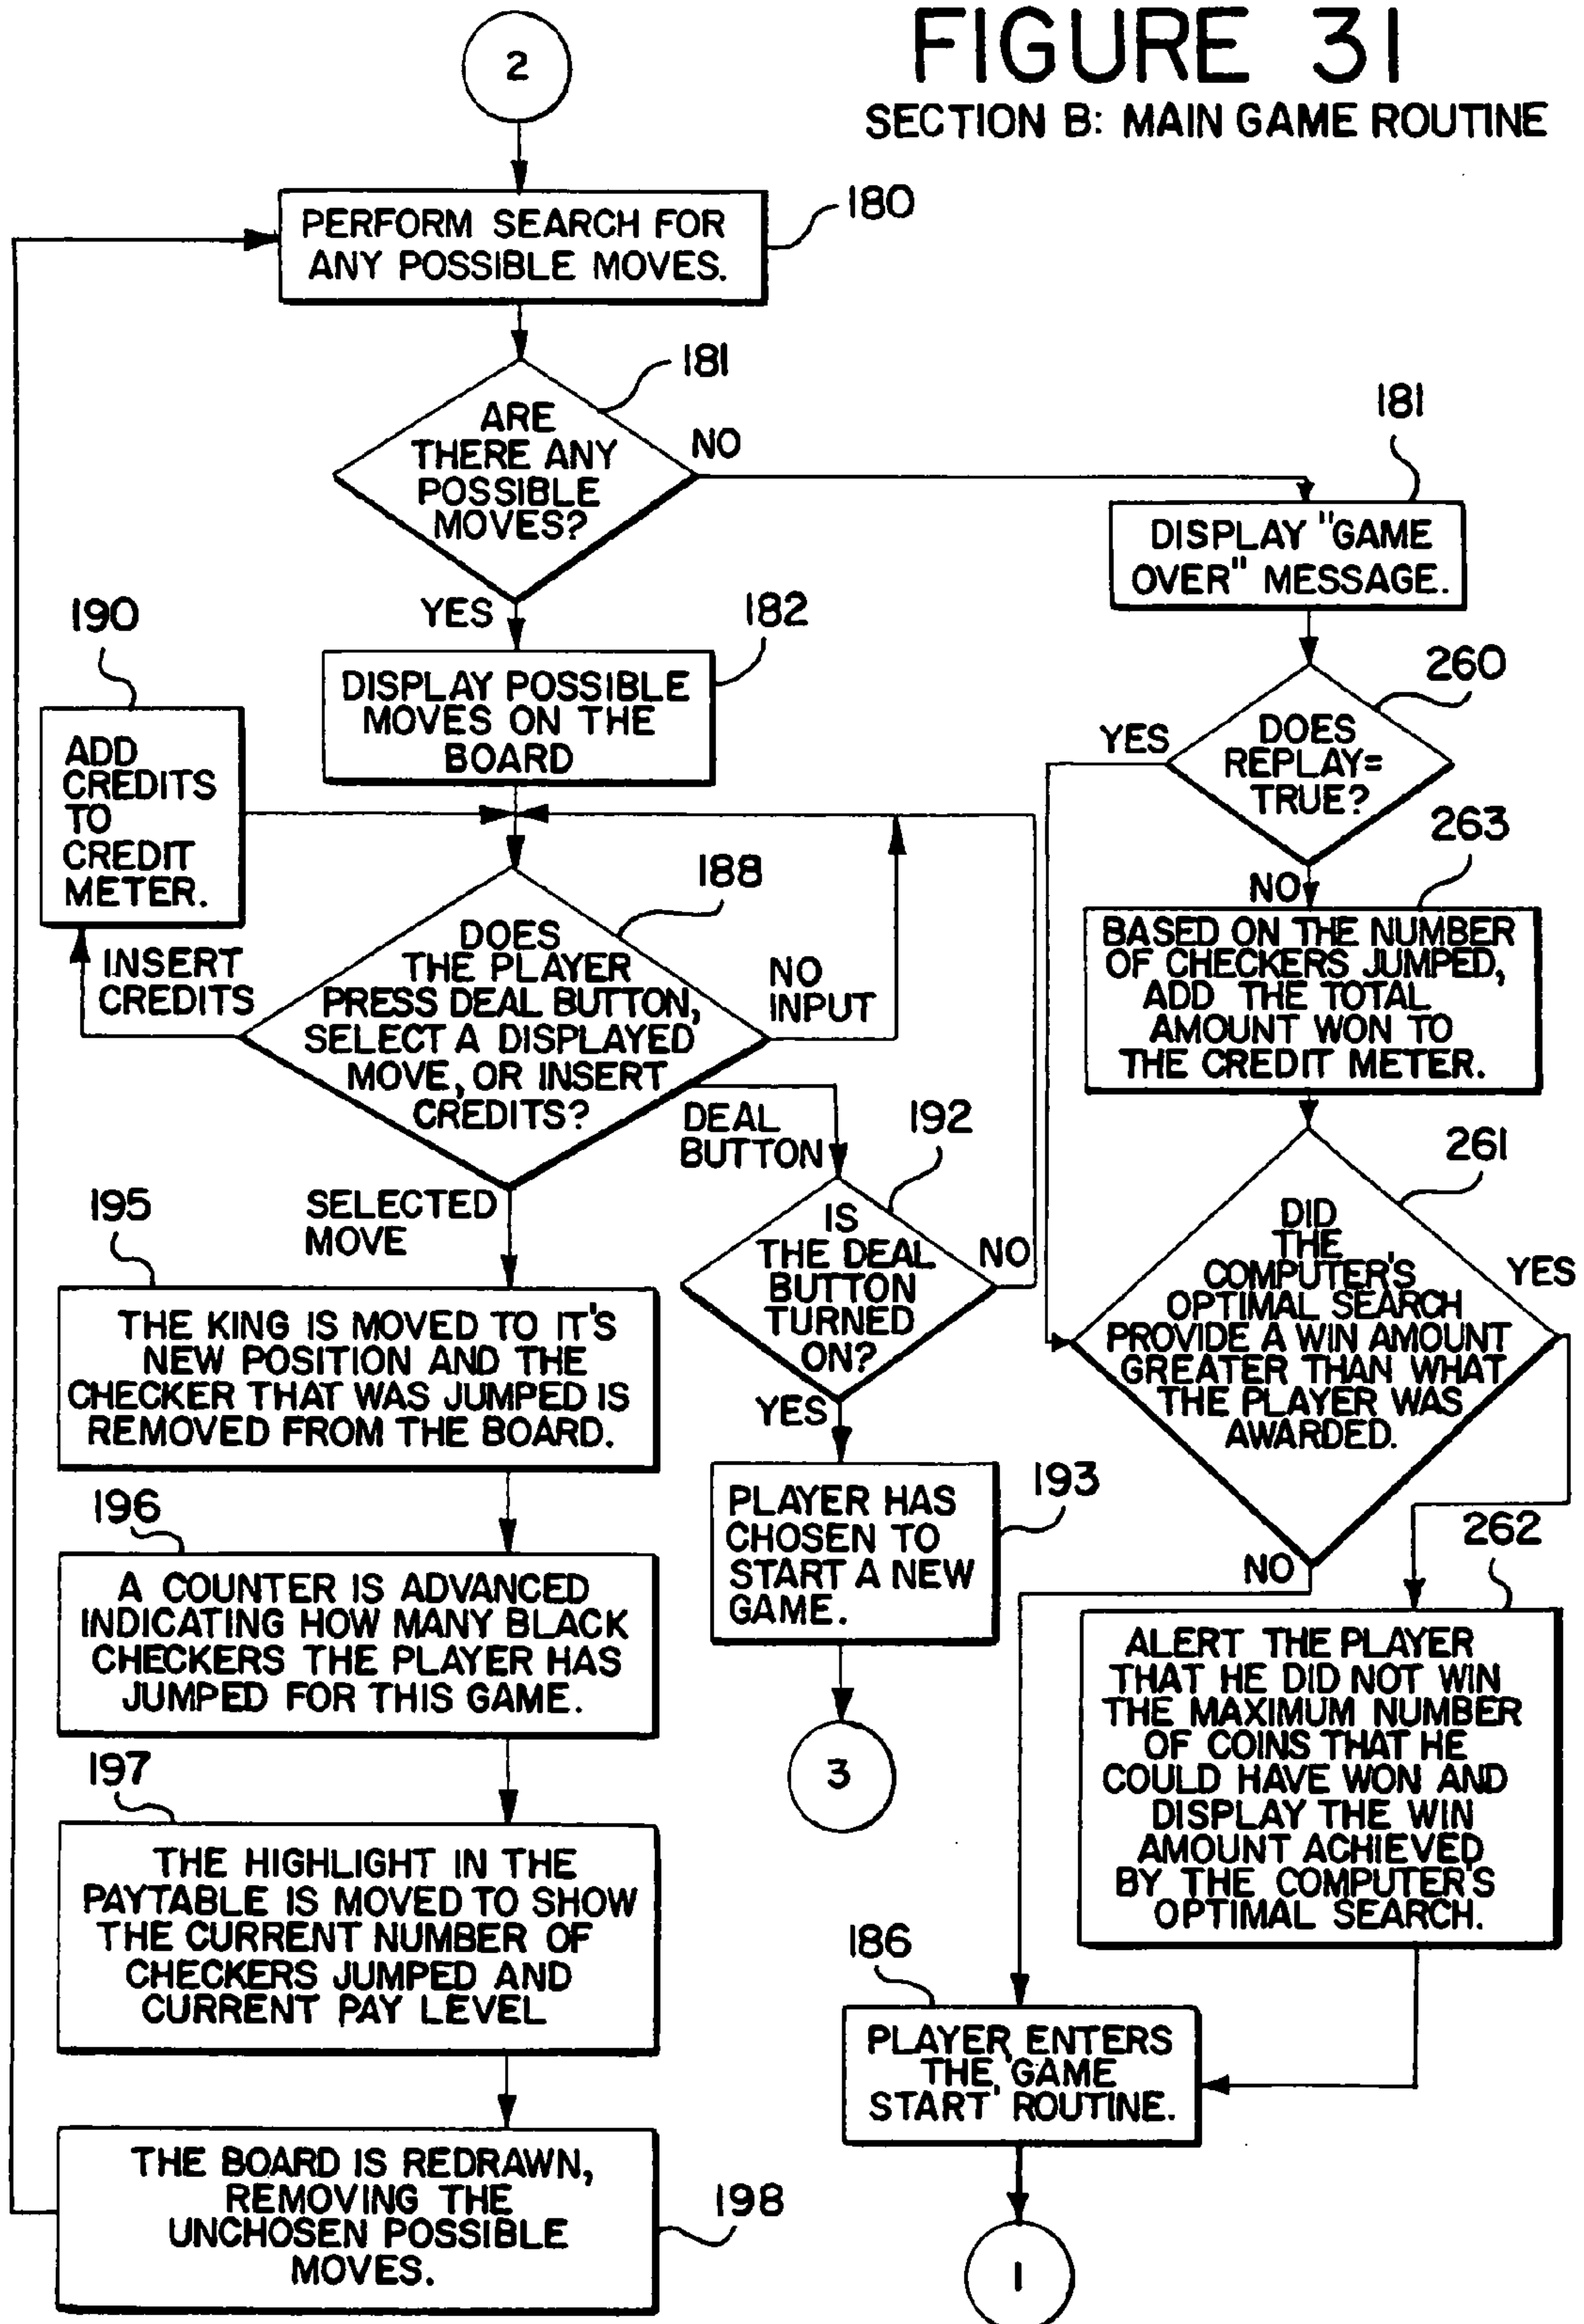 FIGURE 31
SECTION B: MAIN GAME ROUTINE
2
180
PERFORM SEARCH FOR
ANY POSSIBLE MOVES.
181
ARE
THERE ANY
POSSIBLE
MOVES?
NO
YES
181
DISPLAY "GAME
OVER" MESSAGE.
182
DISPLAY POSSIBLE
MOVES ON THE
BOARD
190
ADD
CREDITS
TO
CREDIT
METER.
INSERT
CREDITS
188
DOES
THE PLAYER
PRESS DEAL BUTTON,
SELECT A DISPLAYED
MOVE, OR INSERT
CREDITS?
NO
INPUT
DEAL
BUTTON
SELECTED
MOVE
192
IS
THE DEAL
BUTTON
TURNED
ON?
NO
YES
193
PLAYER HAS
CHOSEN TO
START A NEW
GAME.
3
195
THE KING IS MOVED TO IT'S
NEW POSITION AND THE
CHECKER THAT WAS JUMPED IS
REMOVED FROM THE BOARD.
196
A COUNTER IS ADVANCED
INDICATING HOW MANY BLACK
CHECKERS THE PLAYER HAS
JUMPED FOR THIS GAME.
197
THE HIGHLIGHT IN THE
PAYTABLE IS MOVED TO SHOW
THE CURRENT NUMBER OF
CHECKERS JUMPED AND
CURRENT PAY LEVEL
198
THE BOARD IS REDRAWN,
REMOVING THE
UNCHOSEN POSSIBLE
MOVES.
260
DOES
REPLAY=
TRUE?
YES
NO
263
BASED ON THE NUMBER
OF CHECKERS JUMPED,
ADD THE TOTAL
AMOUNT WON TO
THE CREDIT METER.
261
DID
THE
COMPUTER'S
OPTIMAL SEARCH
PROVIDE A WIN AMOUNT
GREATER THAN WHAT
THE PLAYER WAS
AWARDED.
YES
NO
262
ALERT THE PLAYER
THAT HE DID NOT WIN
THE MAXIMUM NUMBER
OF COINS THAT HE
COULD HAVE WON AND
DISPLAY THE WIN
AMOUNT ACHIEVED
BY THE COMPUTER'S
OPTIMAL SEARCH.
186
PLAYER ENTERS
THE 'GAME
START' ROUTINE.
1